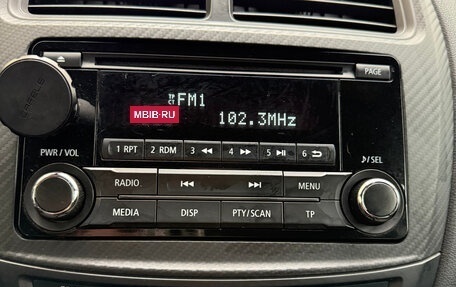 PAGE
FM1
MBIB-RU
102.3MHz
1 RPT 2 RDM 3 4 5 6
PWR / VOL
/SEL
RADIO MENU
MEDIA DISP PTY/SCAN TP